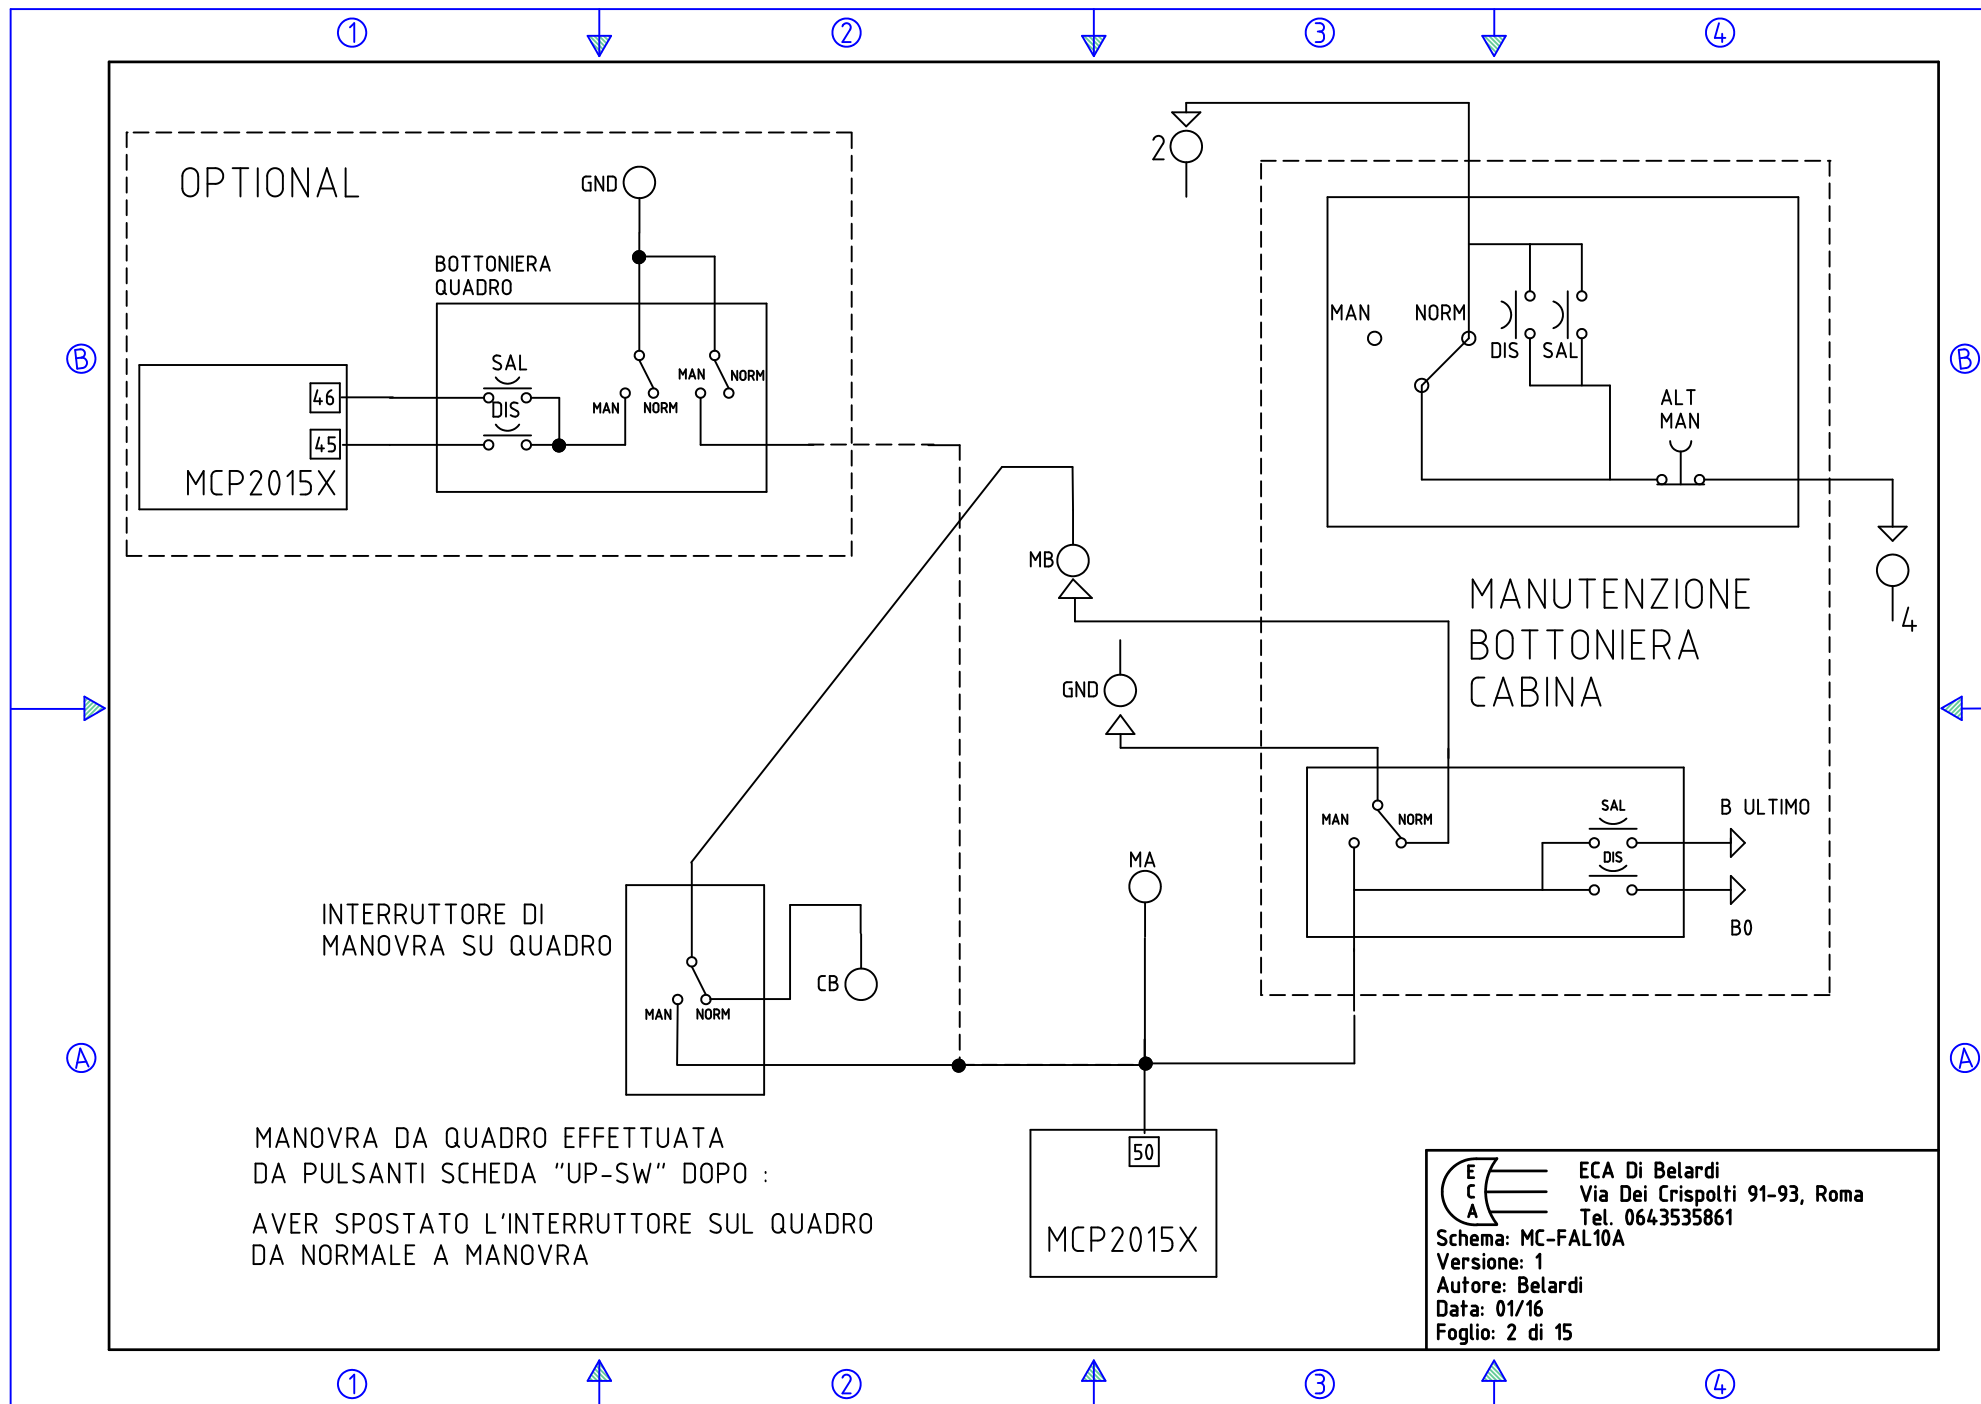 1 2 3 4
OPTIONAL
GND
BOTTONIERA
QUADRO
SAL
DIS
46
45
MCP2015X
MAN
NORM
MAN
NORM
2
MAN
NORM
DIS
SAL
ALT
MAN
4
B
B
MANUTENZIONE
BOTTONIERA
CABINA
MB
GND
MA
MAN
NORM
SAL
DIS
B ULTIMO
B0
INTERRUTTORE DI
MANOVRA SU QUADRO
MAN
NORM
CB
A
A
MANOVRA DA QUADRO EFFETTUATA
DA PULSANTI SCHEDA "UP-SW" DOPO :
AVER SPOSTATO L'INTERRUTTORE SUL QUADRO
DA NORMALE A MANOVRA
50
MCP2015X
E
C
A
ECA Di Belardi
Via Dei Crispolti 91-93, Roma
Tel. 0643535861
Schema: MC-FAL10A
Versione: 1
Autore: Belardi
Data: 01/16
Foglio: 2 di 15
1 2 3 4